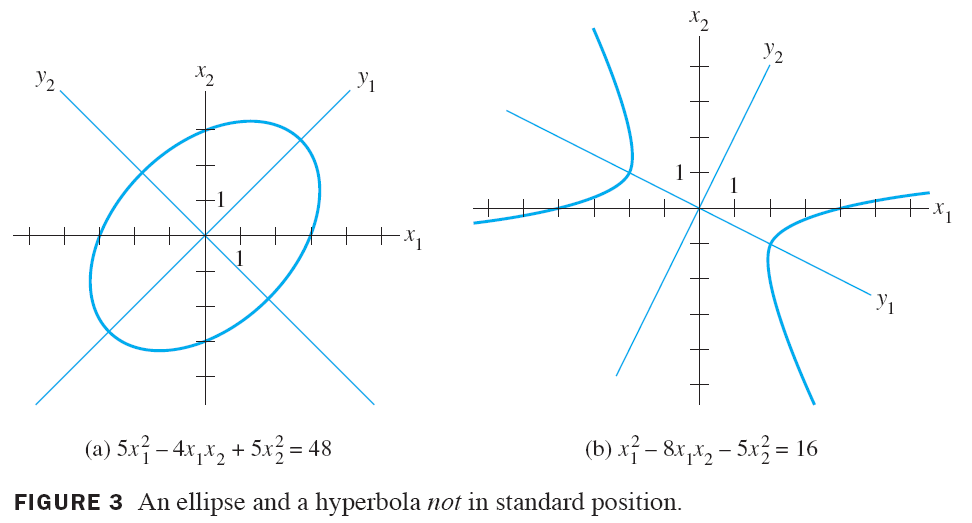 x₂
y₂
y₁
1
1
x₁
(a) 5x₁² – 4x₁x₂ + 5x₂² = 48
x₂
y₂
1
1
x₁
y₁
(b) x₁² – 8x₁x₂ – 5x₂² = 16
FIGURE 3 An ellipse and a hyperbola not in standard position.